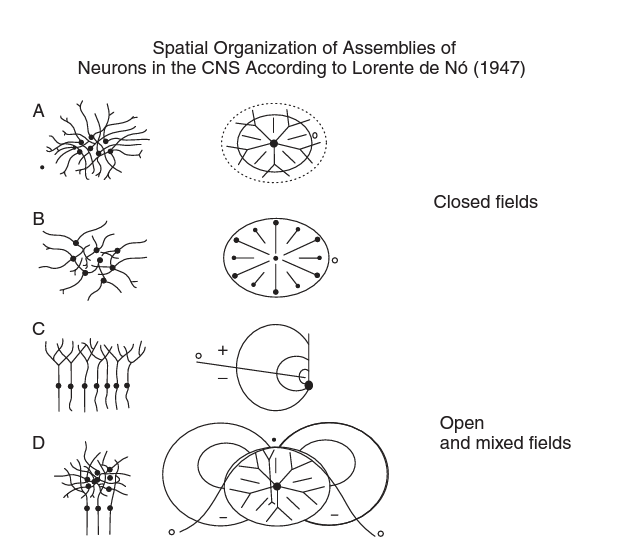 Spatial Organization of Assemblies of
Neurons in the CNS According to Lorente de Nó (1947)
A
Closed fields
B
C
+
−
Open
and mixed fields
D
− −